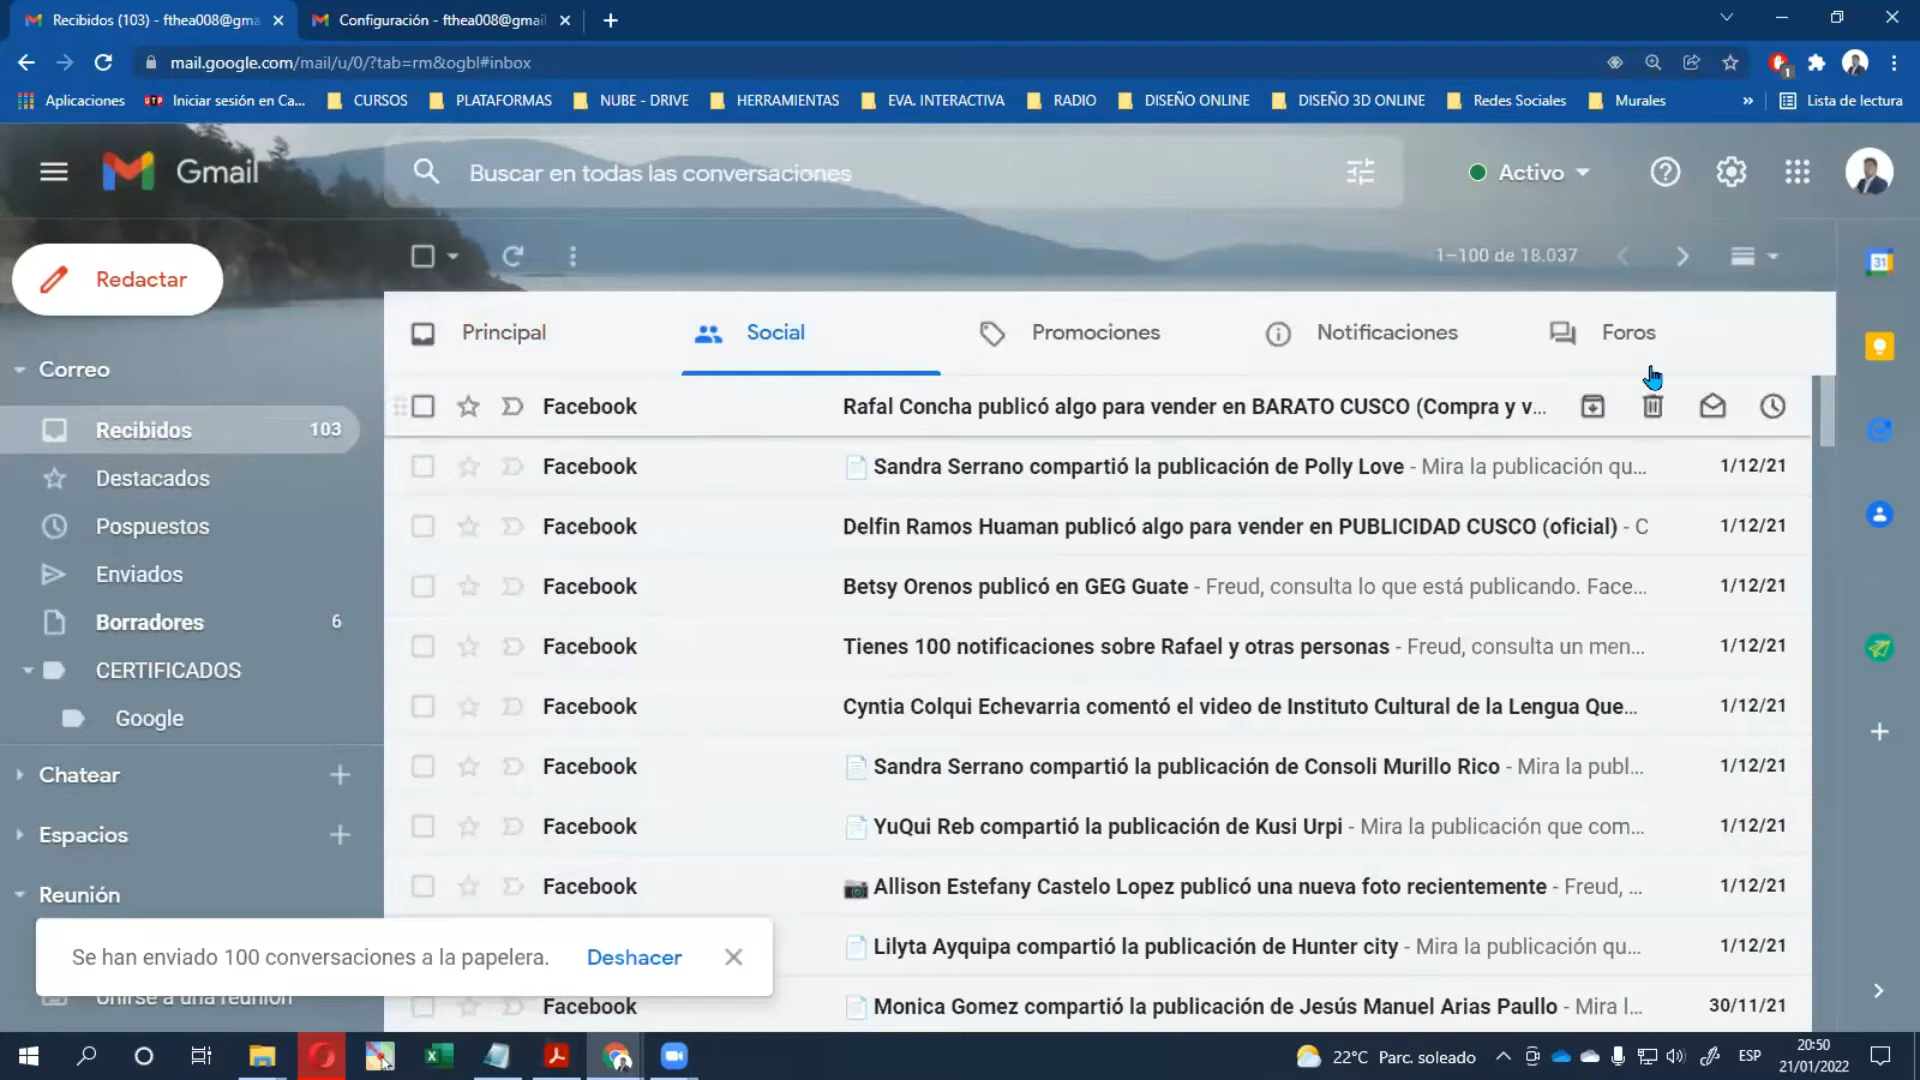 Recibidos (103) - fthea008@gma
Configuración - fthea008@gmail
mail.google.com/mail/u/0/?tab=rm&ogbl#inbox
1
Aplicaciones
UTP Iniciar sesión en Ca...
CURSOS
PLATAFORMAS
NUBE - DRIVE
HERRAMIENTAS
EVA. INTERACTIVA
RADIO
DISEÑO ONLINE
DISEÑO 3D ONLINE
Redes Sociales
Murales
»
Lista de lectura
Gmail
Buscar en todas las conversaciones
Activo
Redactar
1–100 de 18.037
31
Principal
Social
Promociones
Notificaciones
Foros
Correo
Recibidos 103
Destacados
Pospuestos
Enviados
Borradores 6
CERTIFICADOS
Google
Chatear
Espacios
Reunión
Facebook Rafal Concha publicó algo para vender en BARATO CUSCO (Compra y v...
Facebook Sandra Serrano compartió la publicación de Polly Love - Mira la publicación qu... 1/12/21
Facebook Delfin Ramos Huaman publicó algo para vender en PUBLICIDAD CUSCO (oficial) - C 1/12/21
Facebook Betsy Orenos publicó en GEG Guate - Freud, consulta lo que está publicando. Face... 1/12/21
Facebook Tienes 100 notificaciones sobre Rafael y otras personas - Freud, consulta un men... 1/12/21
Facebook Cyntia Colqui Echevarria comentó el video de Instituto Cultural de la Lengua Que... 1/12/21
Facebook Sandra Serrano compartió la publicación de Consoli Murillo Rico - Mira la publ... 1/12/21
Facebook YuQui Reb compartió la publicación de Kusi Urpi - Mira la publicación que com... 1/12/21
Facebook Allison Estefany Castelo Lopez publicó una nueva foto recientemente - Freud, ... 1/12/21
Facebook Lilyta Ayquipa compartió la publicación de Hunter city - Mira la publicación qu... 1/12/21
Facebook Monica Gomez compartió la publicación de Jesús Manuel Arias Paullo - Mira l... 30/11/21
Se han enviado 100 conversaciones a la papelera. Deshacer
Unirse a una reunión
22°C Parc. soleado
ESP
20:50
21/01/2022